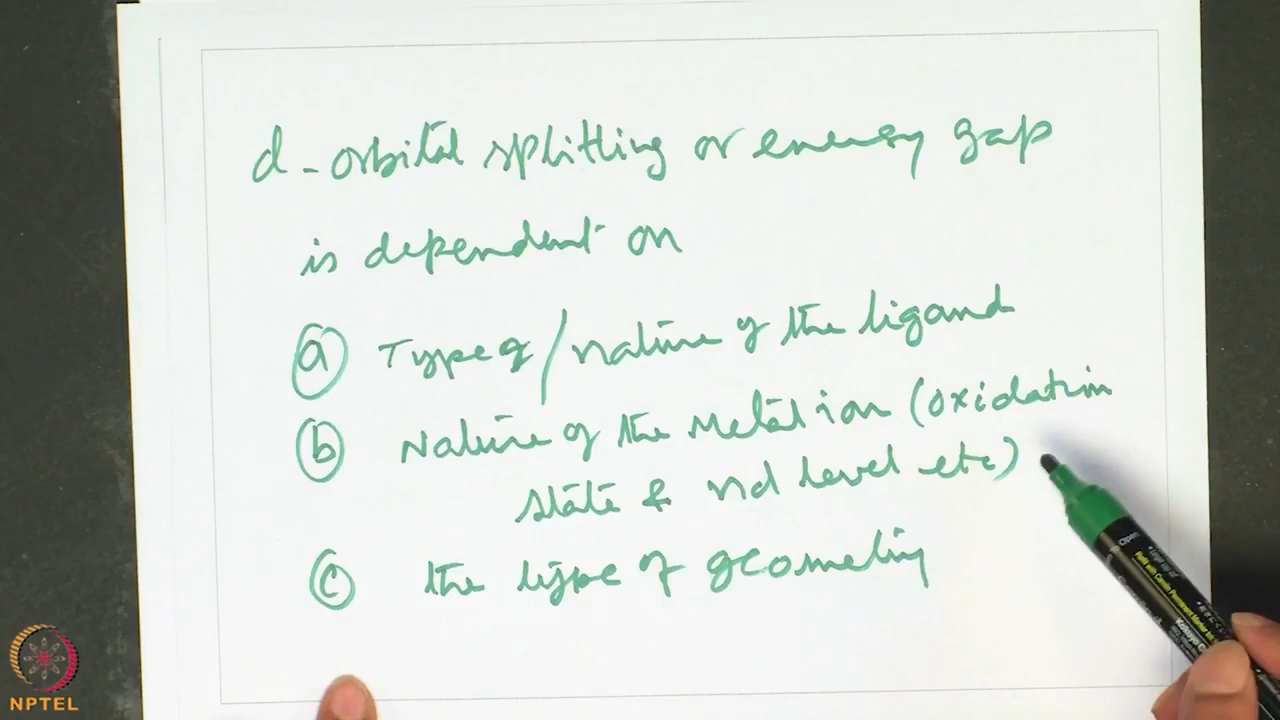 d-orbital splitting or energy gap
is dependent on
a Type of / nature of the ligand
b Nature of the Metal ion (oxidation
state & nd level etc)
c the type of geometry
NPTEL